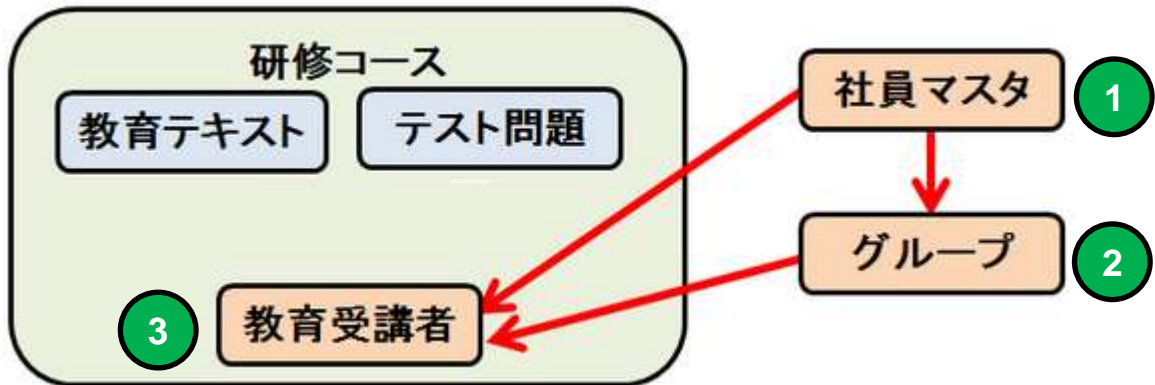 研修コース
教育テキスト
テスト問題
教育受講者
3
社員マスタ
1
グループ
2